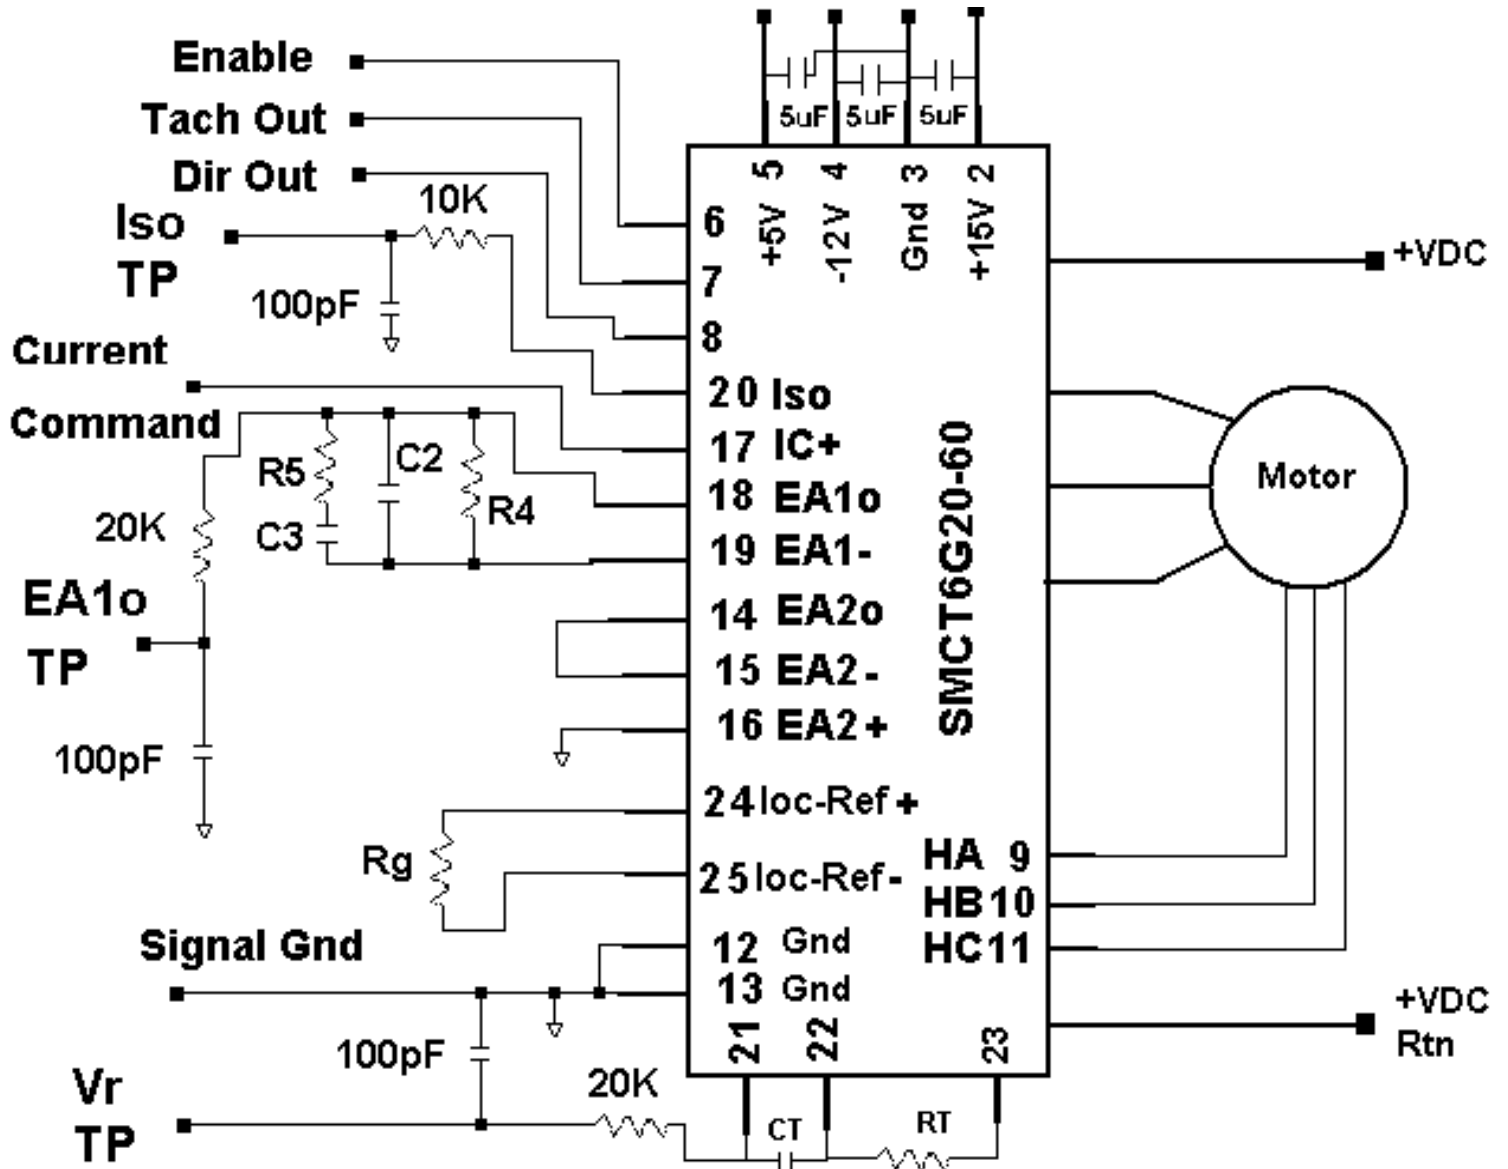 Enable
Tach Out
Dir Out
Iso
TP
10K
100pF
Current
Command
R5
C2
R4
C3
20K
EA1o
TP
100pF
Rg
Signal Gnd
100pF
Vr
TP
20K
5uF 5uF 5uF
+5V 5
-12V 4
Gnd 3
+15V 2
6
7
8
20 Iso
17 IC+
18 EA1o
19 EA1-
14 EA2o
15 EA2-
16 EA2+
24 Ioc-Ref+
25 Ioc-Ref-
12 Gnd
13 Gnd
21
22
23
SMCT6G20-60
HA 9
HB10
HC11
CT
RT
+VDC
Motor
+VDC
Rtn